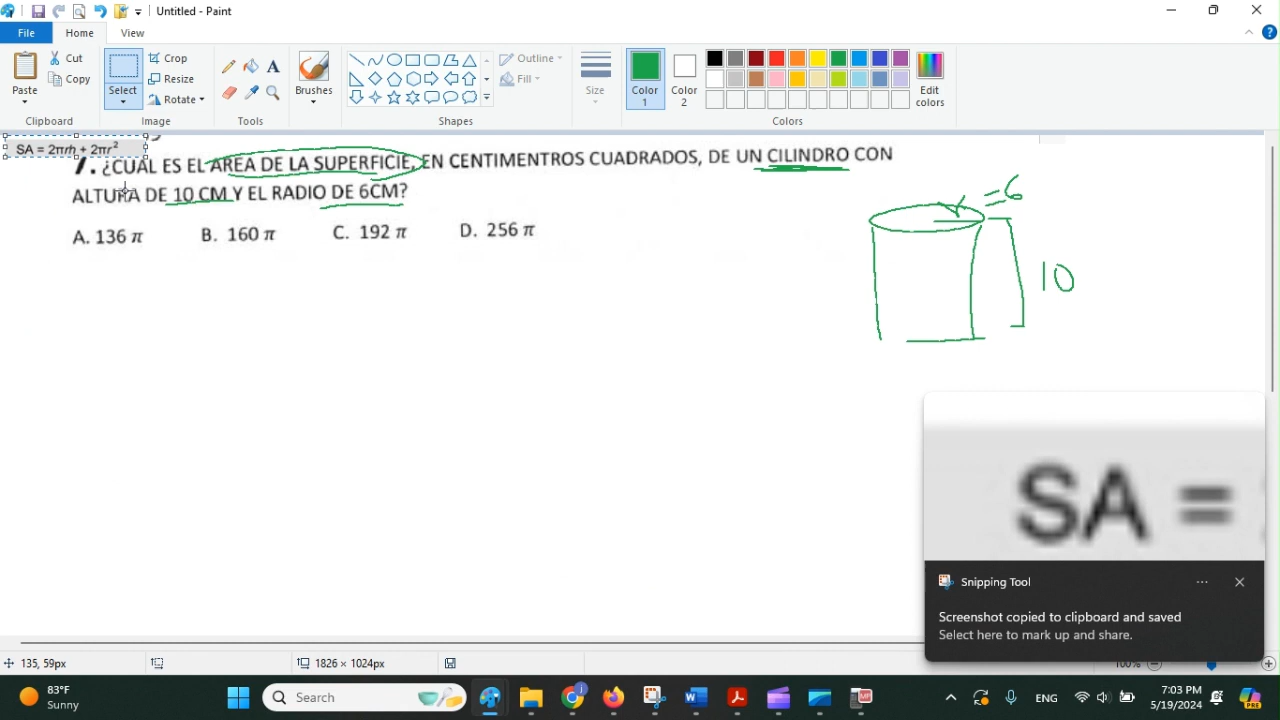 Untitled - Paint
File
Home
View
Paste
Cut
Copy
Clipboard
Select
Crop
Resize
Rotate
Image
A
Tools
Brushes
Outline
Fill
Shapes
Size
Color 1
Color 2
Edit colors
Colors
SA = 2πrh + 2πr²
7. ¿CUAL ES EL AREA DE LA SUPERFICIE, EN CENTIMENTROS CUADRADOS, DE UN CILINDRO CON
ALTURA DE 10 CM Y EL RADIO DE 6CM?
A. 136 π B. 160 π C. 192 π D. 256 π
r = 6
10
SA =
Snipping Tool
Screenshot copied to clipboard and saved
Select here to mark up and share.
135, 59px
1826 × 1024px
100%
83°F
Sunny
Search
ENG
7:03 PM
5/19/2024